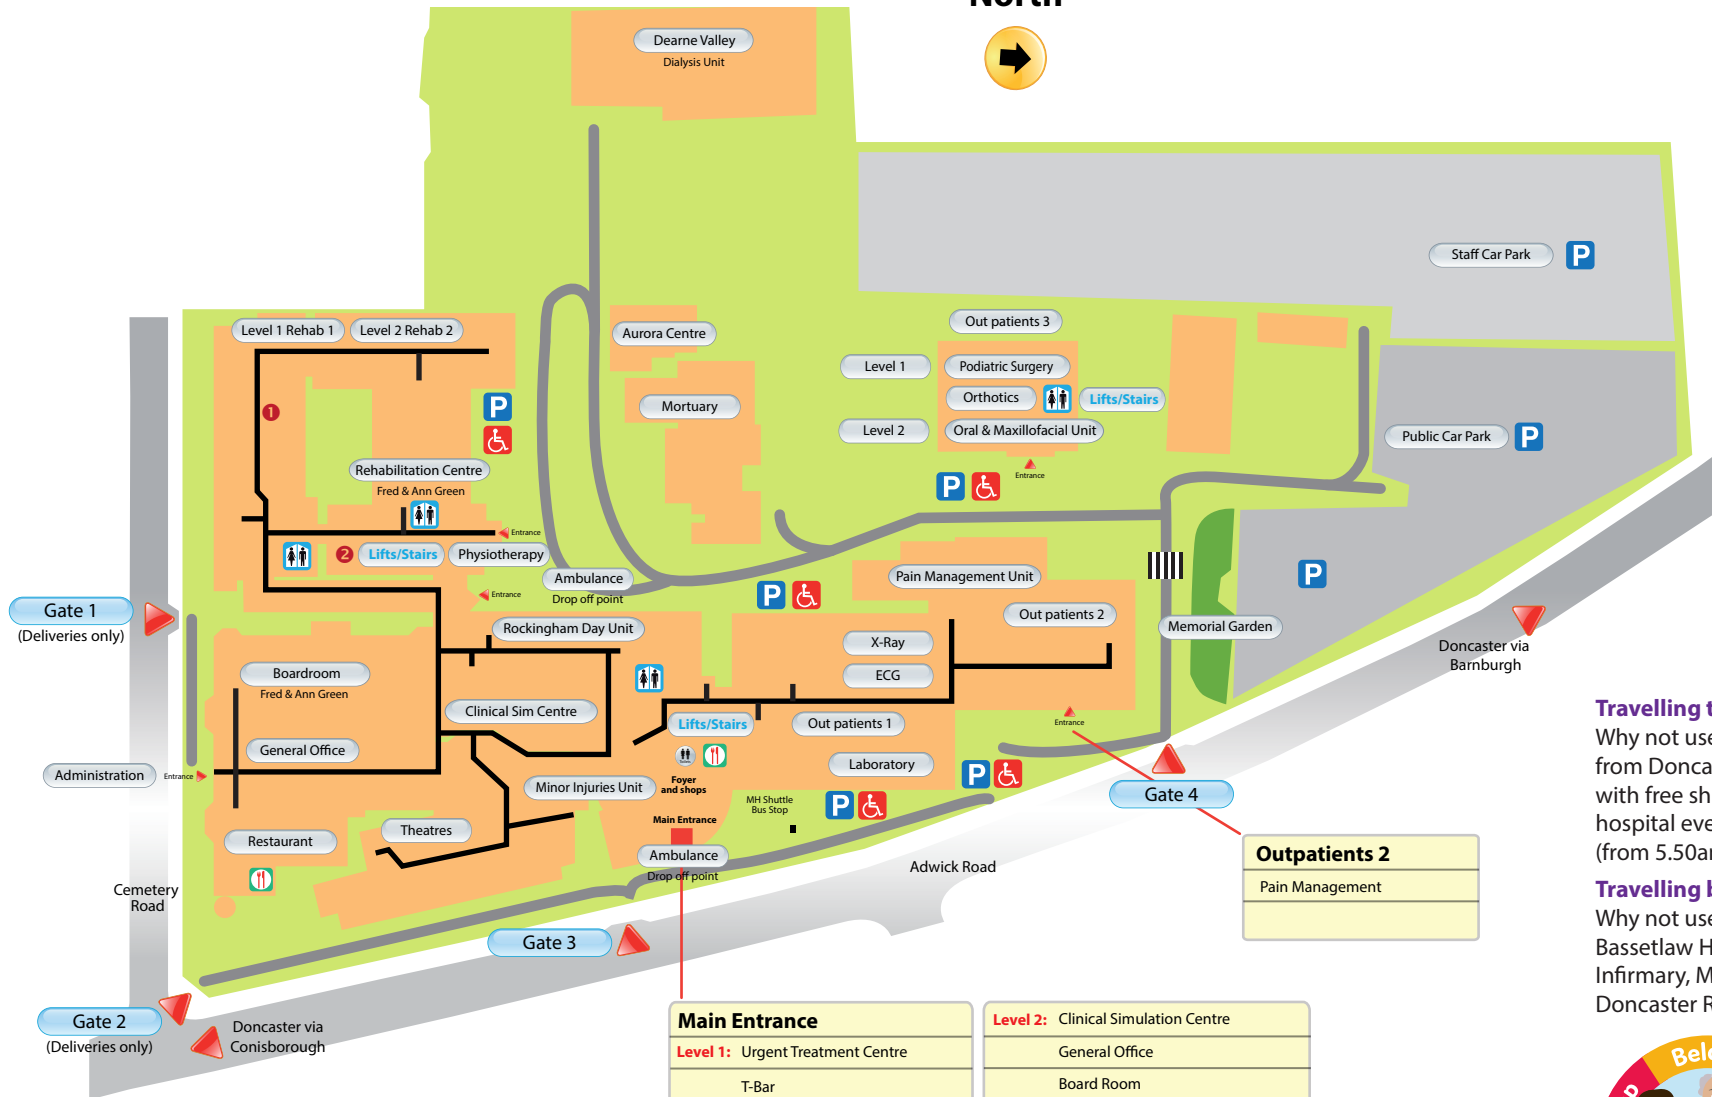 North
Dearne Valley
Dialysis Unit
Staff Car Park
P
Level 1 Rehab 1
Level 2 Rehab 2
Aurora Centre
Out patients 3
Level 1
Podiatric Surgery
Orthotics
Lifts/Stairs
Level 2
Oral & Maxillofacial Unit
Entrance
Public Car Park
P
1
P
Mortuary
Rehabilitation Centre
Fred & Ann Green
P
Entrance
2
Lifts/Stairs
Physiotherapy
Ambulance
Drop off point
Entrance
Pain Management Unit
P
P
Gate 1
(Deliveries only)
Rockingham Day Unit
Out patients 2
X-Ray
ECG
Memorial Garden
Doncaster via
Barnburgh
Boardroom
Fred & Ann Green
Clinical Sim Centre
Lifts/Stairs
Out patients 1
Entrance
General Office
Laboratory
Administration
Entrance
Minor Injuries Unit
Foyer
and shops
P
Gate 4
MH Shuttle
Bus Stop
P
Main Entrance
Theatres
Restaurant
Ambulance
Drop off point
Adwick Road
Cemetery
Road
Gate 3
Gate 2
(Deliveries only)
Doncaster via
Conisborough
Outpatients 2
Pain Management
Main Entrance
Level 1: Urgent Treatment Centre
T-Bar
Level 2: Clinical Simulation Centre
General Office
Board Room
Travelling t
Why not use
from Donca
with free sh
hospital eve
(from 5.50ar
Travelling b
Why not use
Bassetlaw H
Infirmary, M
Doncaster R
Bel